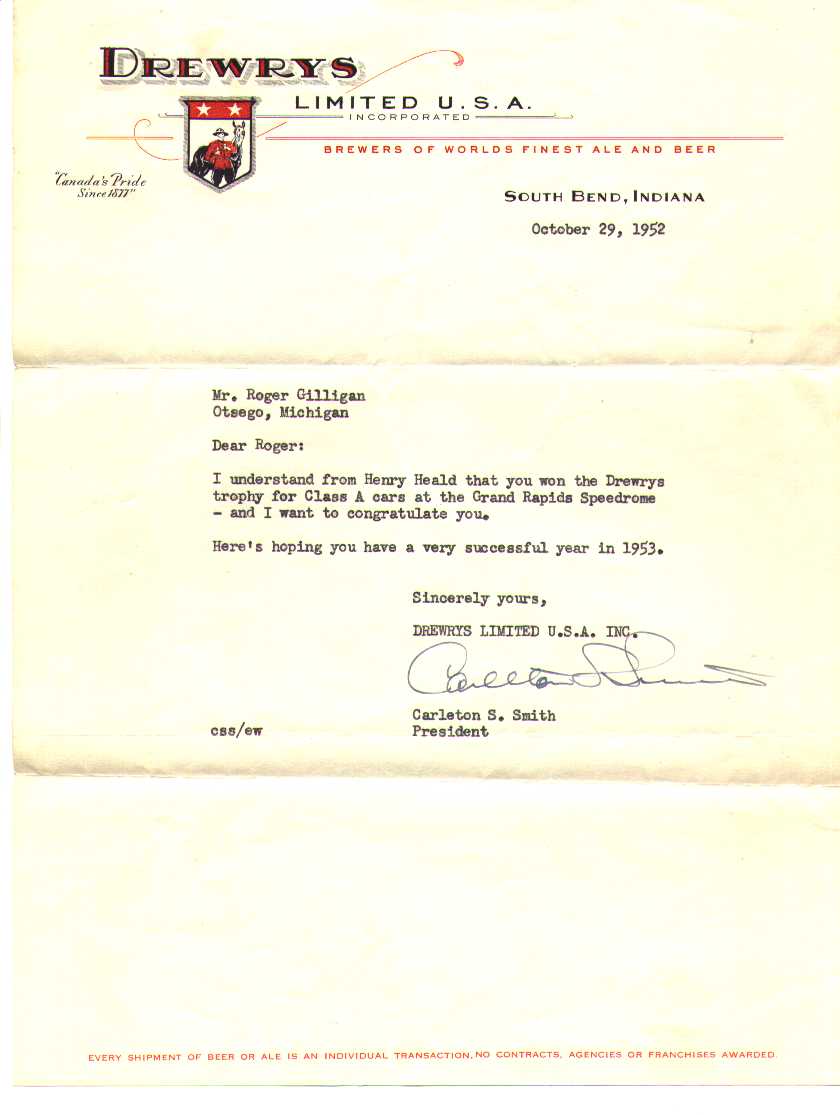 DREWRYS
LIMITED U.S.A.
INCORPORATED
BREWERS OF WORLDS FINEST ALE AND BEER
"Canada's Pride
Since 1877"
SOUTH BEND, INDIANA
October 29, 1952
Mr. Roger Gilligan
Otsego, Michigan
Dear Roger:
I understand from Henry Heald that you won the Drewrys
trophy for Class A cars at the Grand Rapids Speedrome
- and I want to congratulate you.
Here's hoping you have a very successful year in 1953.
Sincerely yours,
DREWRYS LIMITED U.S.A. INC.
Carleton S. Smith
Carleton S. Smith
css/ew President
EVERY SHIPMENT OF BEER OR ALE IS AN INDIVIDUAL TRANSACTION, NO CONTRACTS, AGENCIES OR FRANCHISES AWARDED.